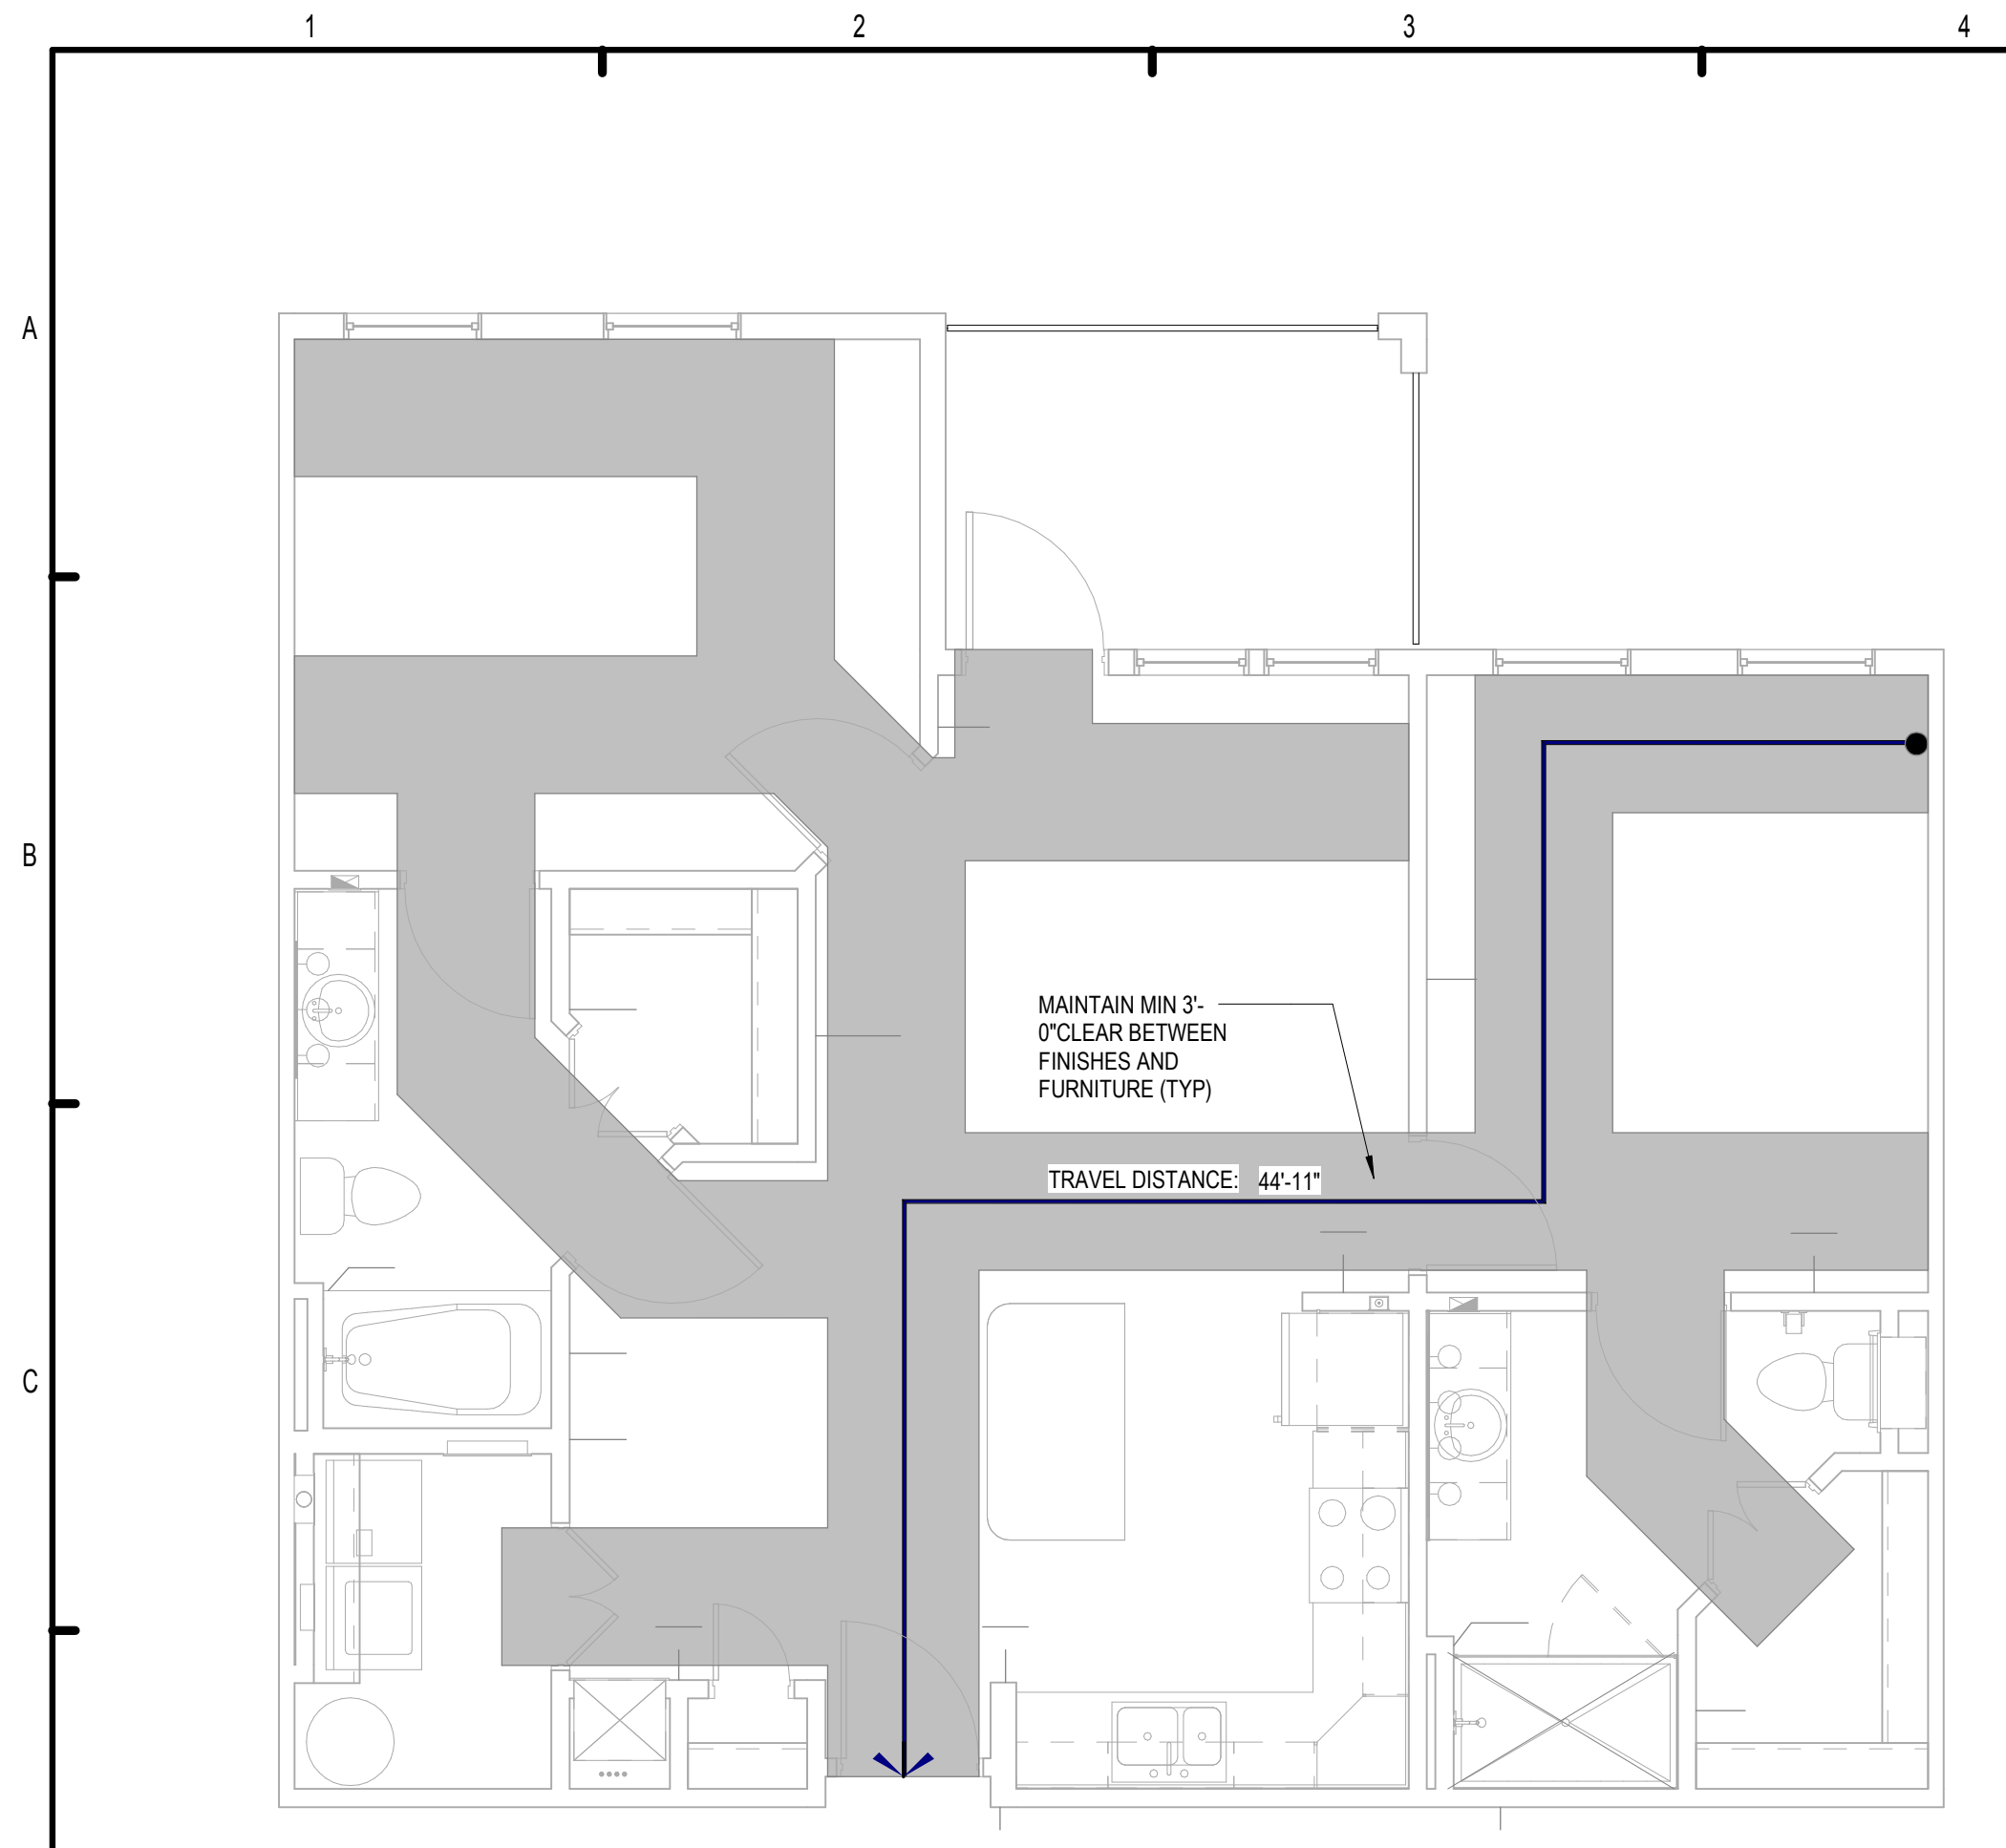 1 2 3 4
A
B
MAINTAIN MIN 3'-
0"CLEAR BETWEEN
FINISHES AND
FURNITURE (TYP)
TRAVEL DISTANCE: 44'-11"
C